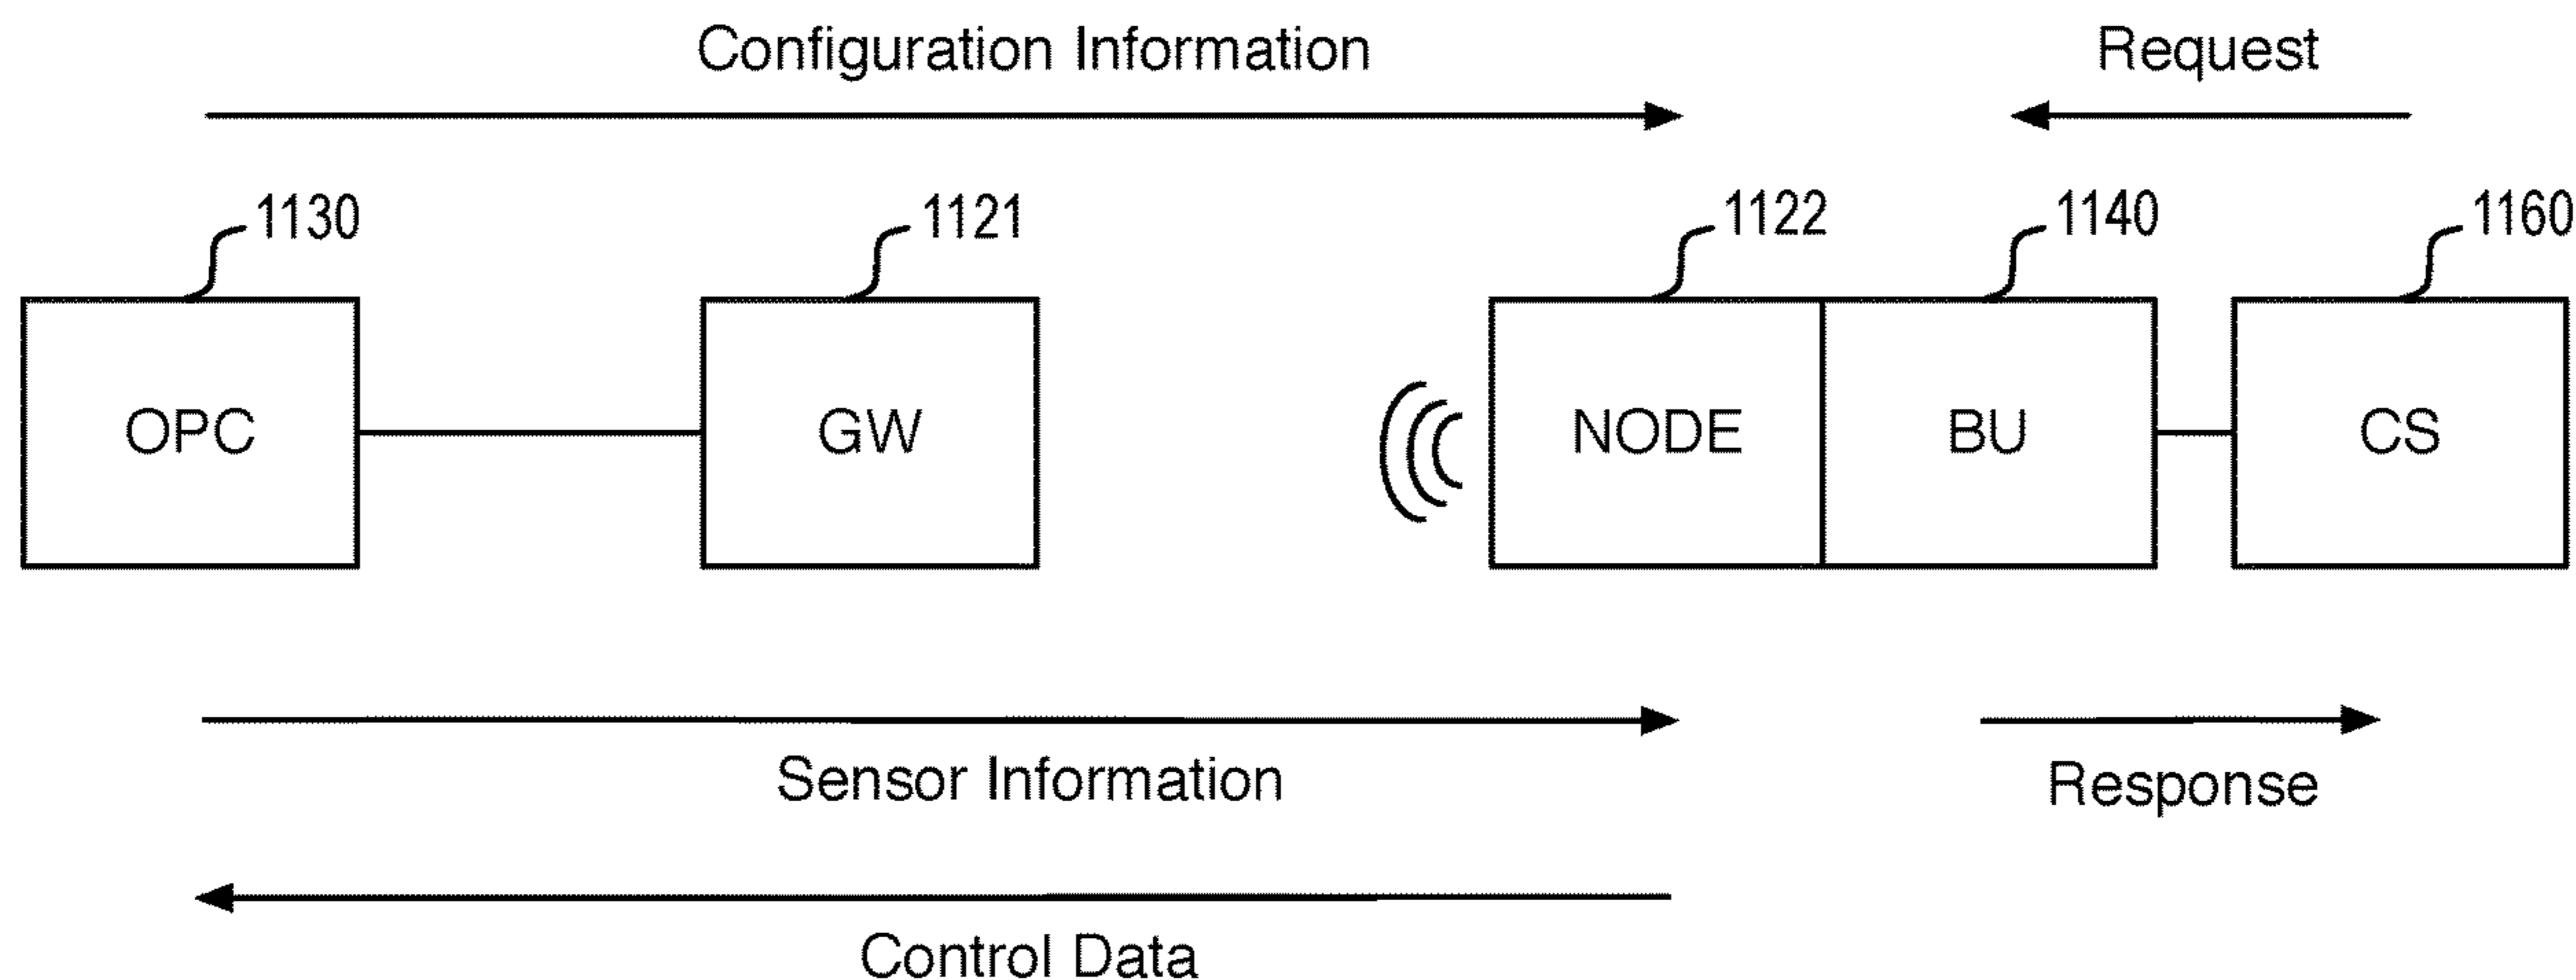 Configuration Information
Request
1130
1121
1122
1140
1160
OPC
GW
NODE
BU
CS
Sensor Information
Response
Control Data